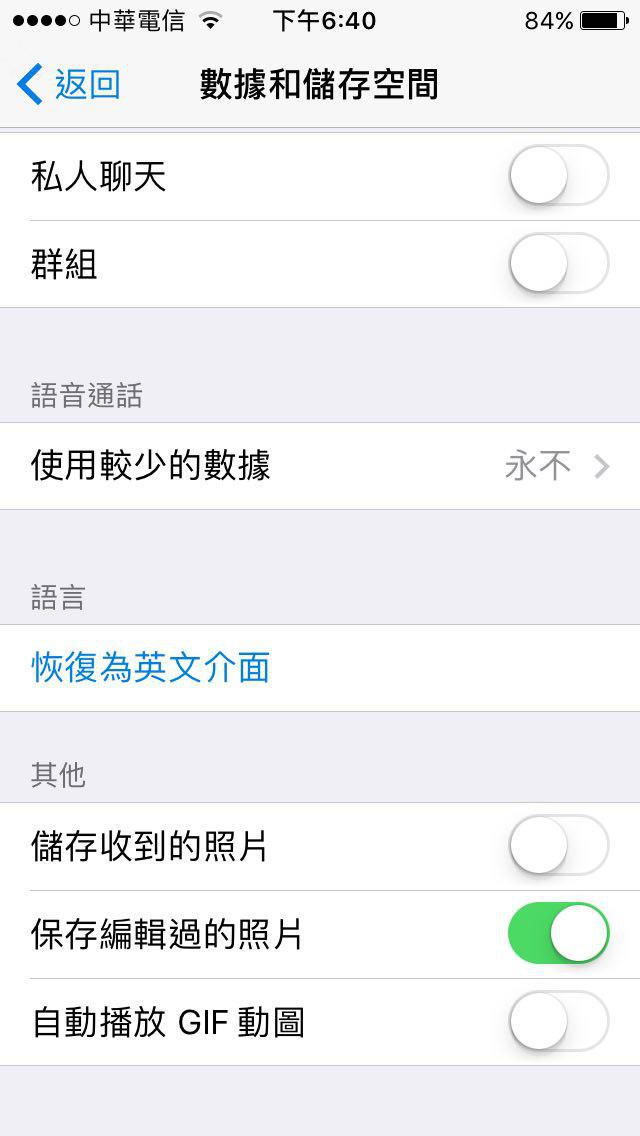 中華電信 下午6:40 84%
返回 數據和儲存空間
私人聊天
群組
語音通話
使用較少的數據 永不
語言
恢復為英文介面
其他
儲存收到的照片
保存編輯過的照片
自動播放 GIF 動圖